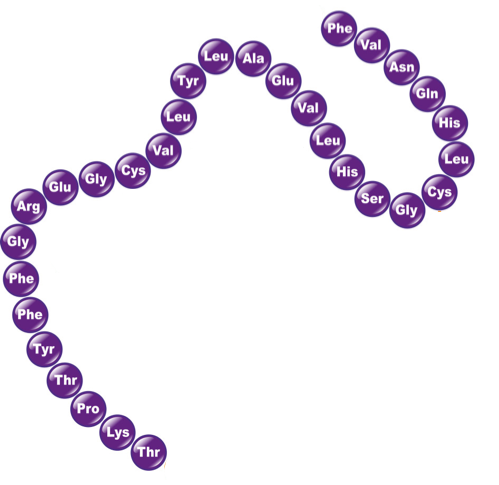 Phe
Val
Asn
Gln
His
Leu
Cys
Gly
Ser
His
Leu
Val
Glu
Ala
Leu
Tyr
Leu
Val
Cys
Gly
Glu
Arg
Gly
Phe
Phe
Tyr
Thr
Pro
Lys
Thr